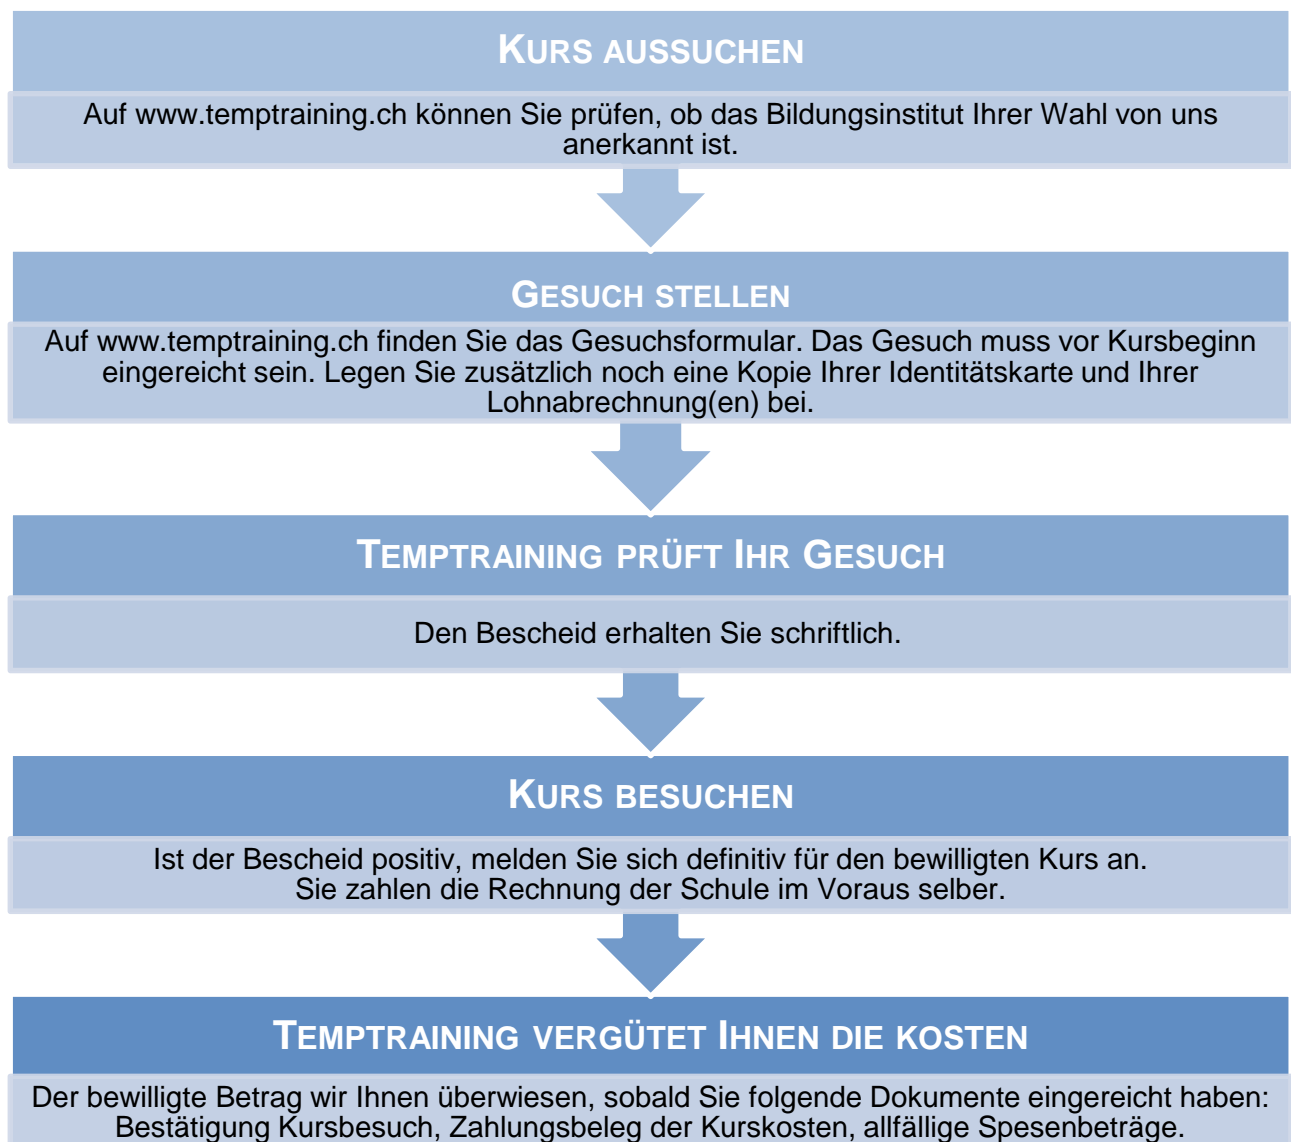 KURS AUSSUCHEN
Auf www.temptraining.ch können Sie prüfen, ob das Bildungsinstitut Ihrer Wahl von uns
anerkannt ist.
GESUCH STELLEN
Auf www.temptraining.ch finden Sie das Gesuchsformular. Das Gesuch muss vor Kursbeginn
eingereicht sein. Legen Sie zusätzlich noch eine Kopie Ihrer Identitätskarte und Ihrer
Lohnabrechnung(en) bei.
TEMPTRAINING PRÜFT IHR GESUCH
Den Bescheid erhalten Sie schriftlich.
KURS BESUCHEN
Ist der Bescheid positiv, melden Sie sich definitiv für den bewilligten Kurs an.
Sie zahlen die Rechnung der Schule im Voraus selber.
TEMPTRAINING VERGÜTET IHNEN DIE KOSTEN
Der bewilligte Betrag wir Ihnen überwiesen, sobald Sie folgende Dokumente eingereicht haben:
Bestätigung Kursbesuch, Zahlungsbeleg der Kurskosten, allfällige Spesenbeträge.